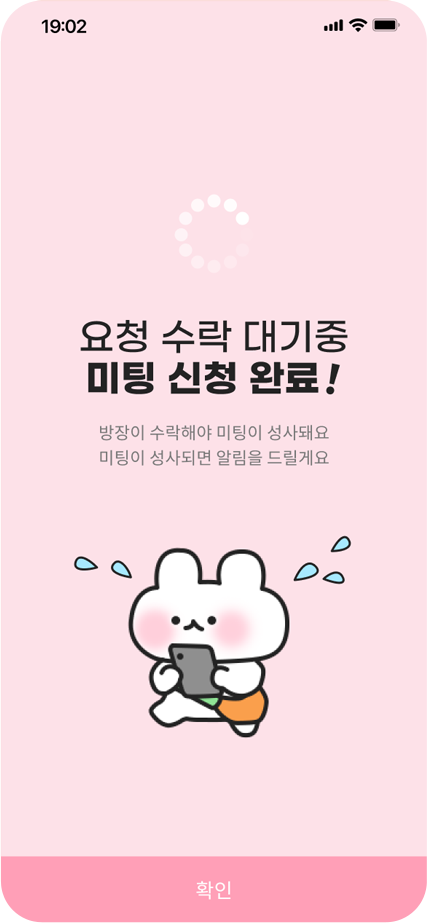 19:02
요청 수락 대기중
미팅 신청 완료!
방장이 수락해야 미팅이 성사돼요
미팅이 성사되면 알림을 드릴게요
확인